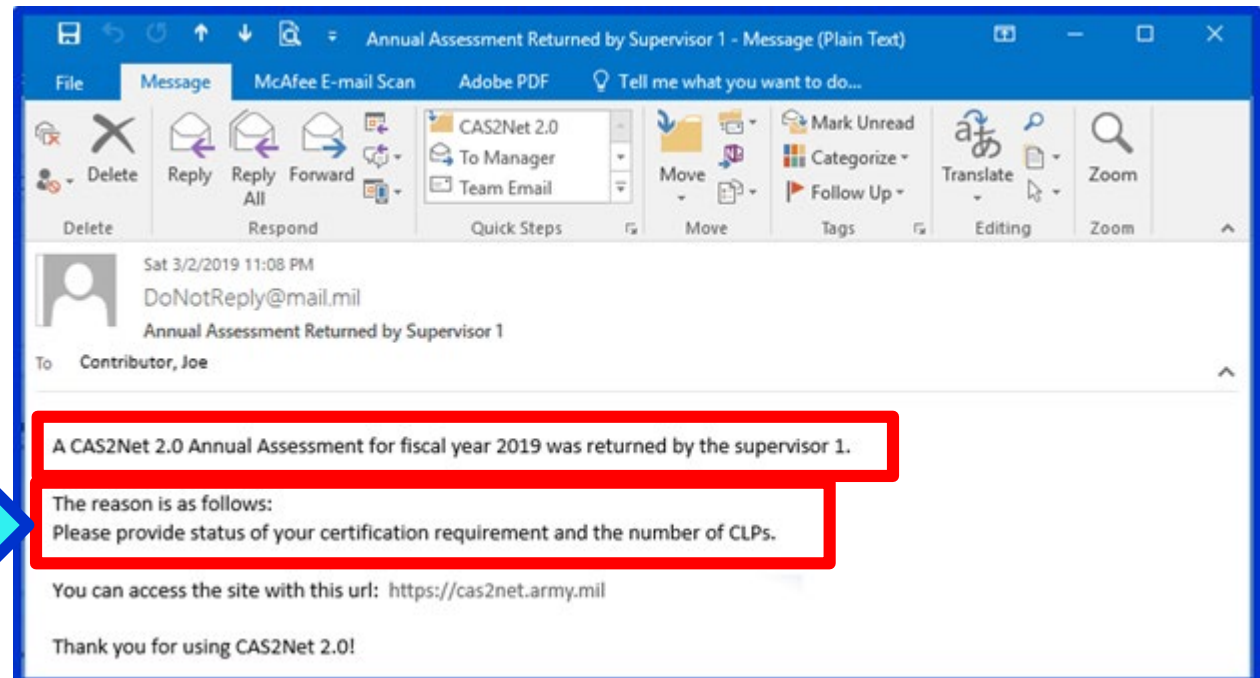 Annual Assessment Returned by Supervisor 1 - Message (Plain Text)
File Message McAfee E-mail Scan Adobe PDF Tell me what you want to do...
Delete
Reply
Reply All
Forward
CAS2Net 2.0
To Manager
Team Email
Move
Mark Unread
Categorize
Follow Up
Translate
Zoom
Delete Respond Quick Steps Move Tags Editing Zoom
Sat 3/2/2019 11:08 PM
DoNotReply@mail.mil
Annual Assessment Returned by Supervisor 1
To Contributor, Joe
A CAS2Net 2.0 Annual Assessment for fiscal year 2019 was returned by the supervisor 1.
The reason is as follows:
Please provide status of your certification requirement and the number of CLPs.
You can access the site with this url: https://cas2net.army.mil
Thank you for using CAS2Net 2.0!